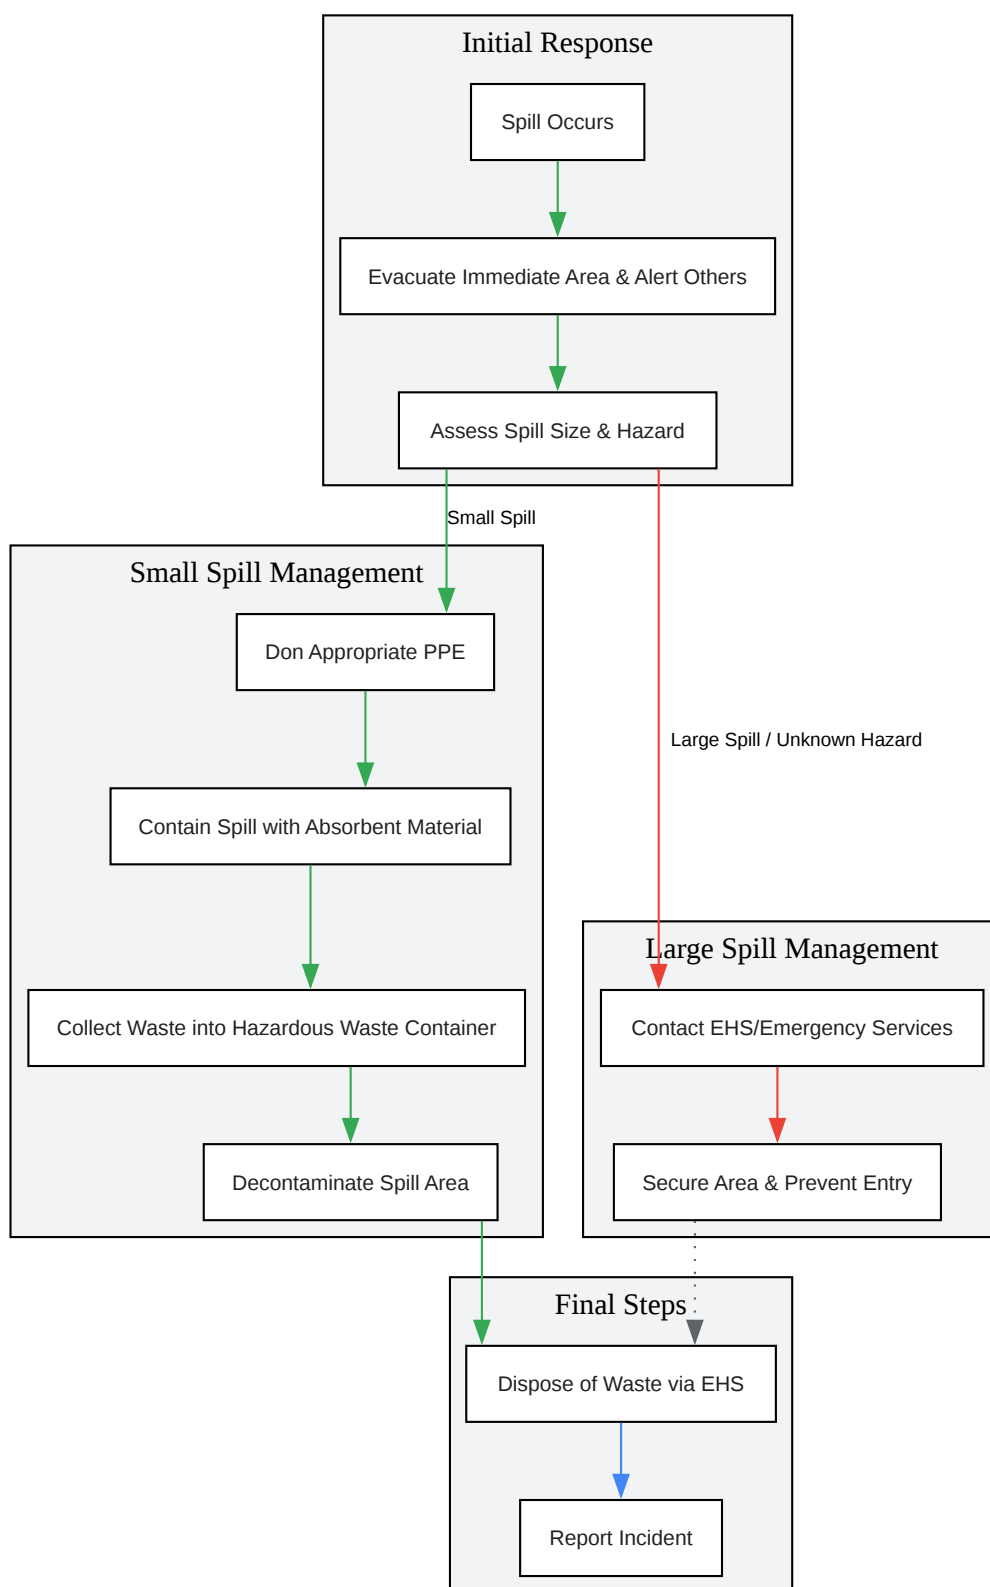 Initial Response
Spill Occurs
Evacuate Immediate Area & Alert Others
Assess Spill Size & Hazard
Small Spill
Small Spill Management
Don Appropriate PPE
Large Spill / Unknown Hazard
Contain Spill with Absorbent Material
Large Spill Management
Collect Waste into Hazardous Waste Container
Contact EHS/Emergency Services
Decontaminate Spill Area
Secure Area & Prevent Entry
Final Steps
Dispose of Waste via EHS
Report Incident